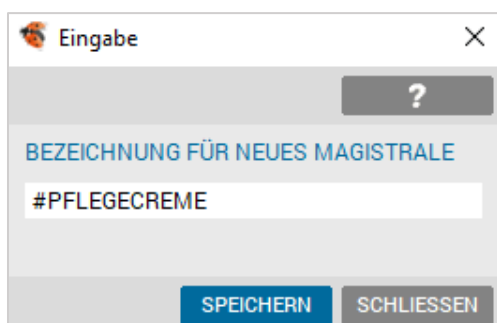 Eingabe
?
BEZEICHNUNG FÜR NEUES MAGISTRALE
#PFLEGECREME
SPEICHERN SCHLIESSEN